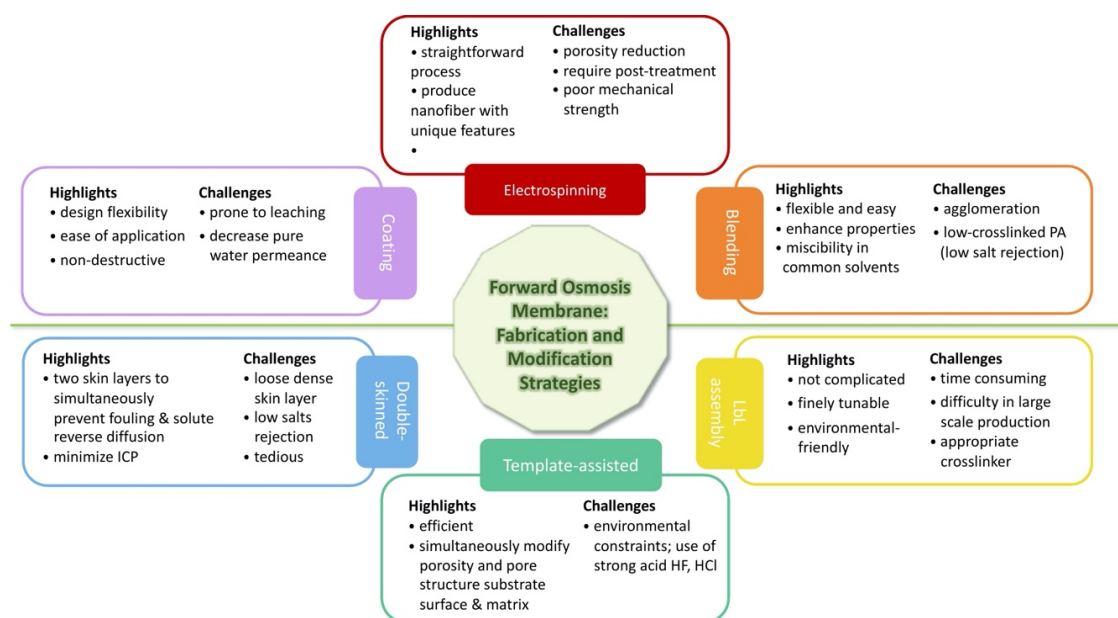 Highlights
• straightforward
process
• produce
nanofiber with
unique features
•
Challenges
• porosity reduction
• require post-treatment
• poor mechanical
strength
Electrospinning
Highlights
• design flexibility
• ease of application
• non-destructive
Challenges
• prone to leaching
• decrease pure
water permeance
Coating
Blending
Highlights
• flexible and easy
• enhance properties
• miscibility in
common solvents
Challenges
• agglomeration
• low-crosslinked PA
(low salt rejection)
Forward Osmosis
Membrane:
Fabrication and
Modification
Strategies
Highlights
• two skin layers to
simultaneously
prevent fouling & solute
reverse diffusion
• minimize ICP
Challenges
• loose dense
skin layer
• low salts
rejection
• tedious
Double-
skinned
LbL
assembly
Highlights
• not complicated
• finely tunable
• environmental-
friendly
Challenges
• time consuming
• difficulty in large
scale production
• appropriate
crosslinker
Template-assisted
Highlights
• efficient
• simultaneously modify
porosity and pore
structure substrate
surface & matrix
Challenges
• environmental
constraints; use of
strong acid HF, HCl